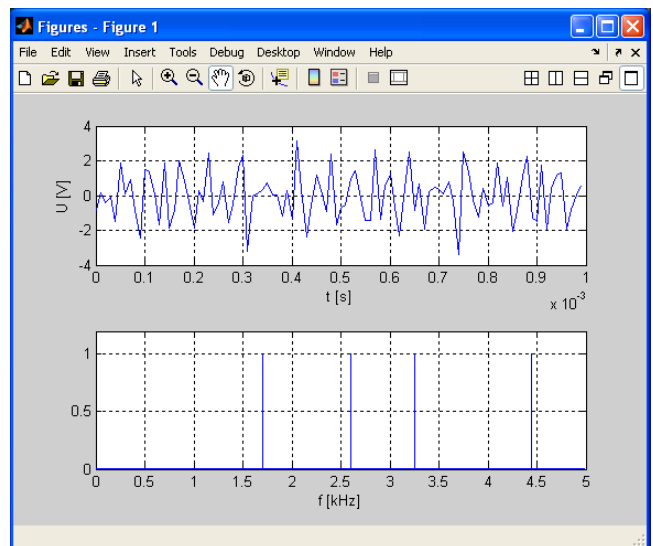 Figures - Figure 1
File Edit View Insert Tools Debug Desktop Window Help
4
2
0
-2
-4
U [V]
0 0.1 0.2 0.3 0.4 0.5 0.6 0.7 0.8 0.9 1
t [s]
x 10-3
1
0.5
0
0 0.5 1 1.5 2 2.5 3 3.5 4 4.5 5
f [kHz]